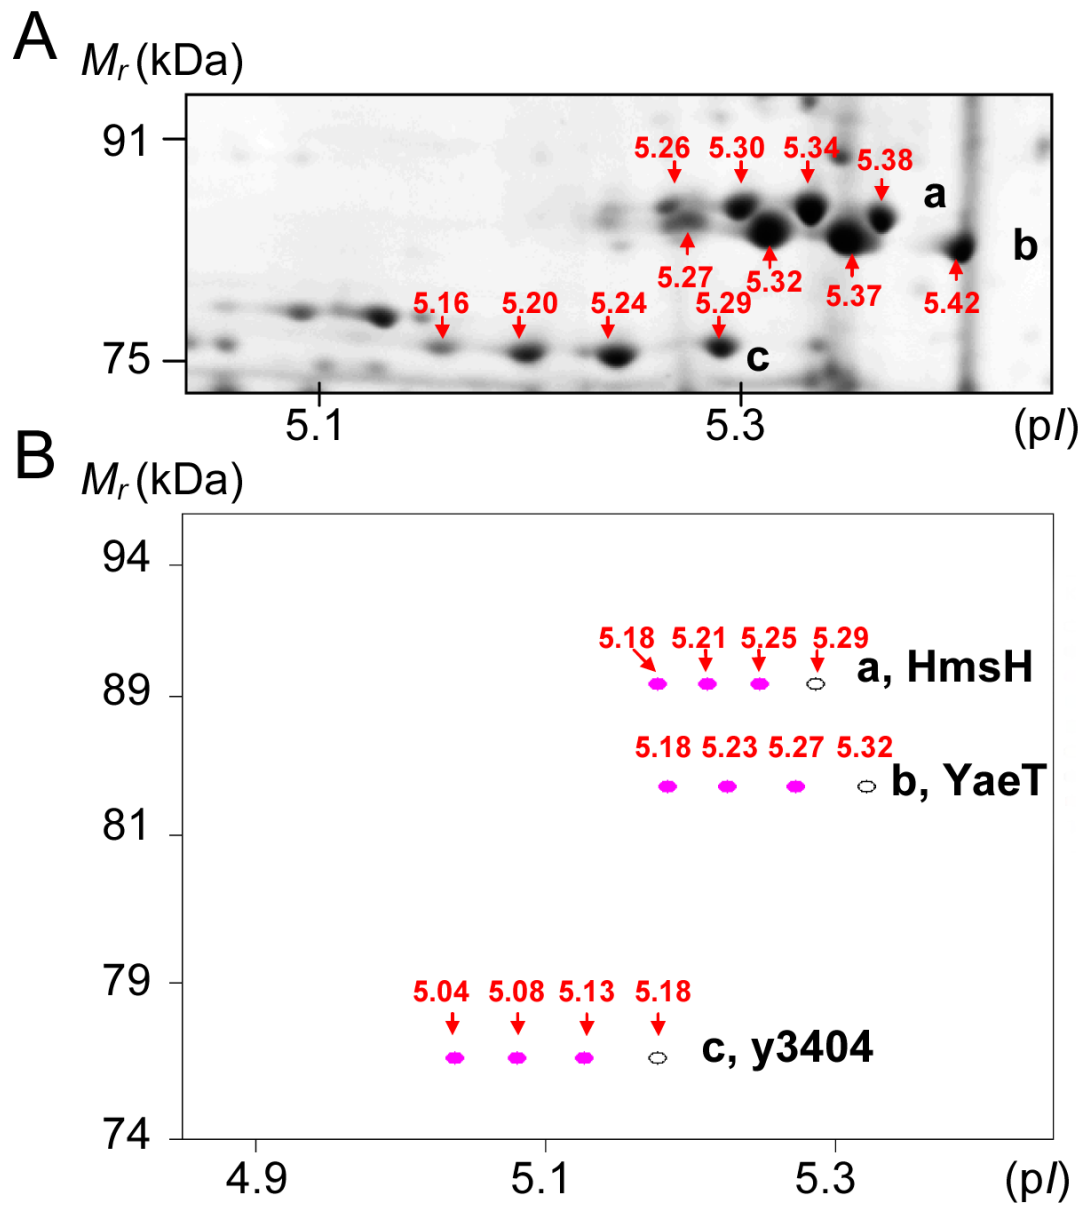 A
Mr (kDa)
91
5.26 5.30 5.34 5.38
a
b
5.27 5.32 5.37 5.42
5.16 5.20 5.24 5.29
c
75
5.1 5.3 (pI)
B
Mr (kDa)
94
5.18 5.21 5.25 5.29
a, HmsH
89
5.18 5.23 5.27 5.32
b, YaeT
81
79
5.04 5.08 5.13 5.18
c, y3404
74
4.9 5.1 5.3 (pI)